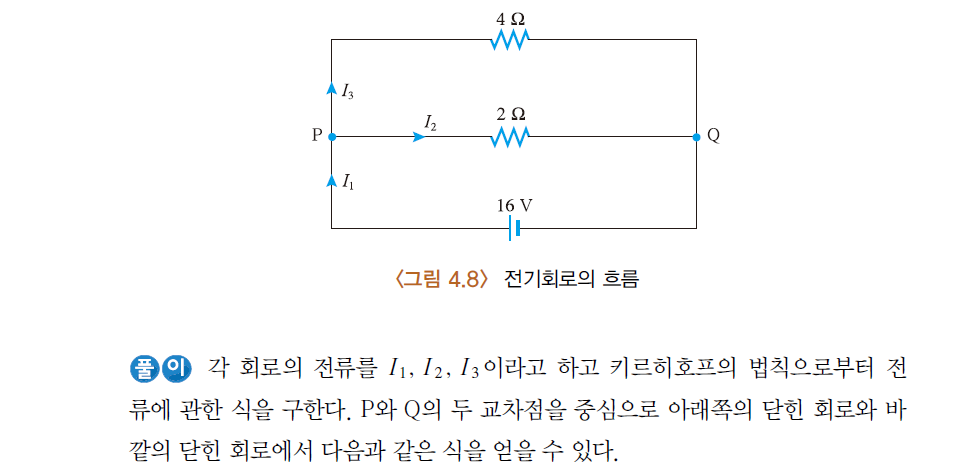 4 Ω
I₃
2 Ω
I₂
P
Q
I₁
16 V
〈그림 4.8〉 전기회로의 흐름
풀이 각 회로의 전류를 I₁, I₂, I₃이라고 하고 키르히호프의 법칙으로부터 전
류에 관한 식을 구한다. P와 Q의 두 교차점을 중심으로 아래쪽의 닫힌 회로와 바
깥의 닫힌 회로에서 다음과 같은 식을 얻을 수 있다.